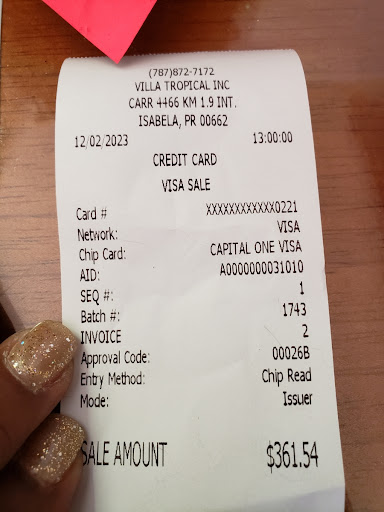 (787)872-7172
VILLA TROPICAL INC
CARR 4466 KM 1.9 INT.
ISABELA, PR 00662
12/02/2023 13:00:00
CREDIT CARD
VISA SALE
Card # XXXXXXXXXXXX0221
Network: VISA
Chip Card: CAPITAL ONE VISA
AID: A0000000031010
SEQ #: 1
Batch #: 1743
INVOICE 2
Approval Code: 00026B
Entry Method: Chip Read
Mode: Issuer
SALE AMOUNT $361.54